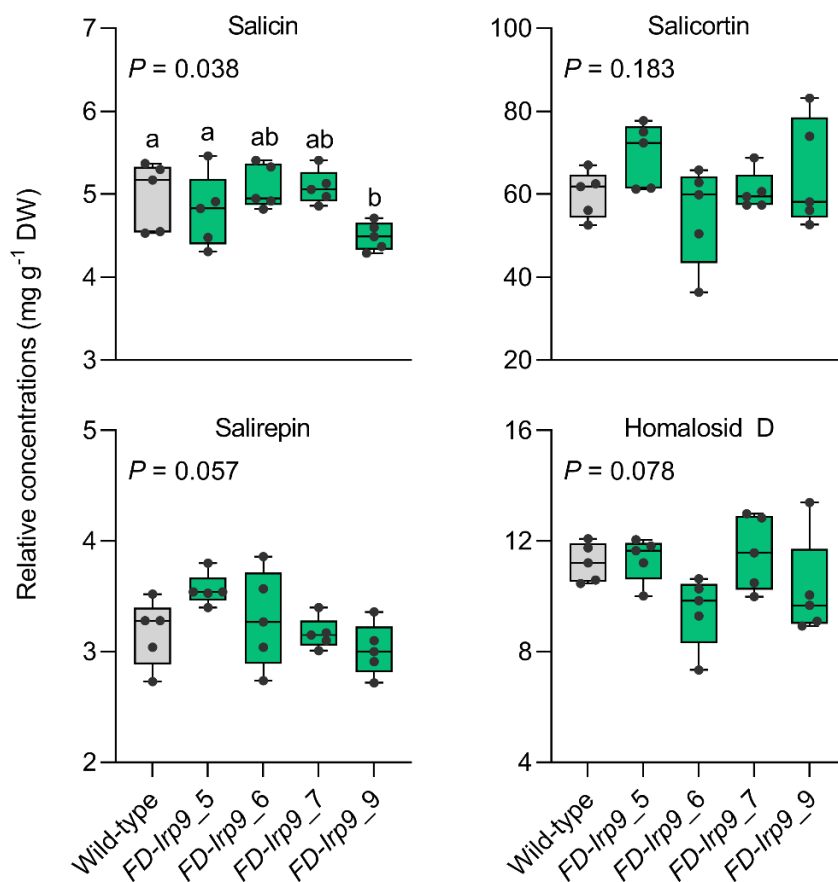 Relative concentrations (mg g⁻¹ DW)
Salicin
P = 0.038
7
6
5
4
3
a
a
ab
ab
b
Salicortin
P = 0.183
100
80
60
40
20
Salirepin
P = 0.057
5
4
3
2
Wild-type
FD-lrp9_5
FD-lrp9_6
FD-lrp9_7
FD-lrp9_9
Homalosid D
P = 0.078
16
12
8
4
Wild-type
FD-lrp9_5
FD-lrp9_6
FD-lrp9_7
FD-lrp9_9